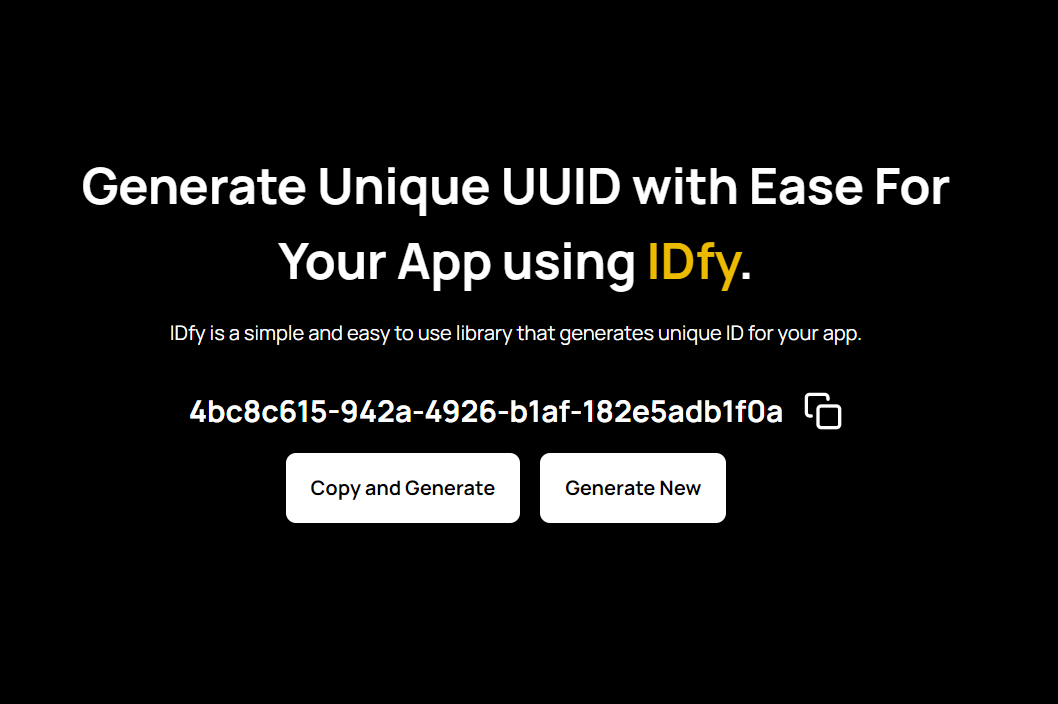 Generate Unique UUID with Ease For
Your App using IDfy.
IDfy is a simple and easy to use library that generates unique ID for your app.
4bc8c615-942a-4926-b1af-182e5adb1f0a
Copy and Generate
Generate New